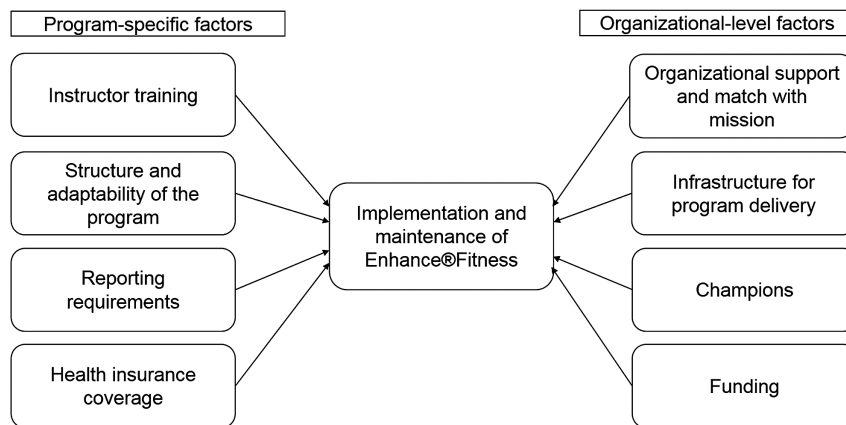 Program-specific factors
Organizational-level factors
Instructor training
Structure and
adaptability of the
program
Reporting
requirements
Health insurance
coverage
Implementation and
maintenance of
Enhance®Fitness
Organizational support
and match with
mission
Infrastructure for
program delivery
Champions
Funding